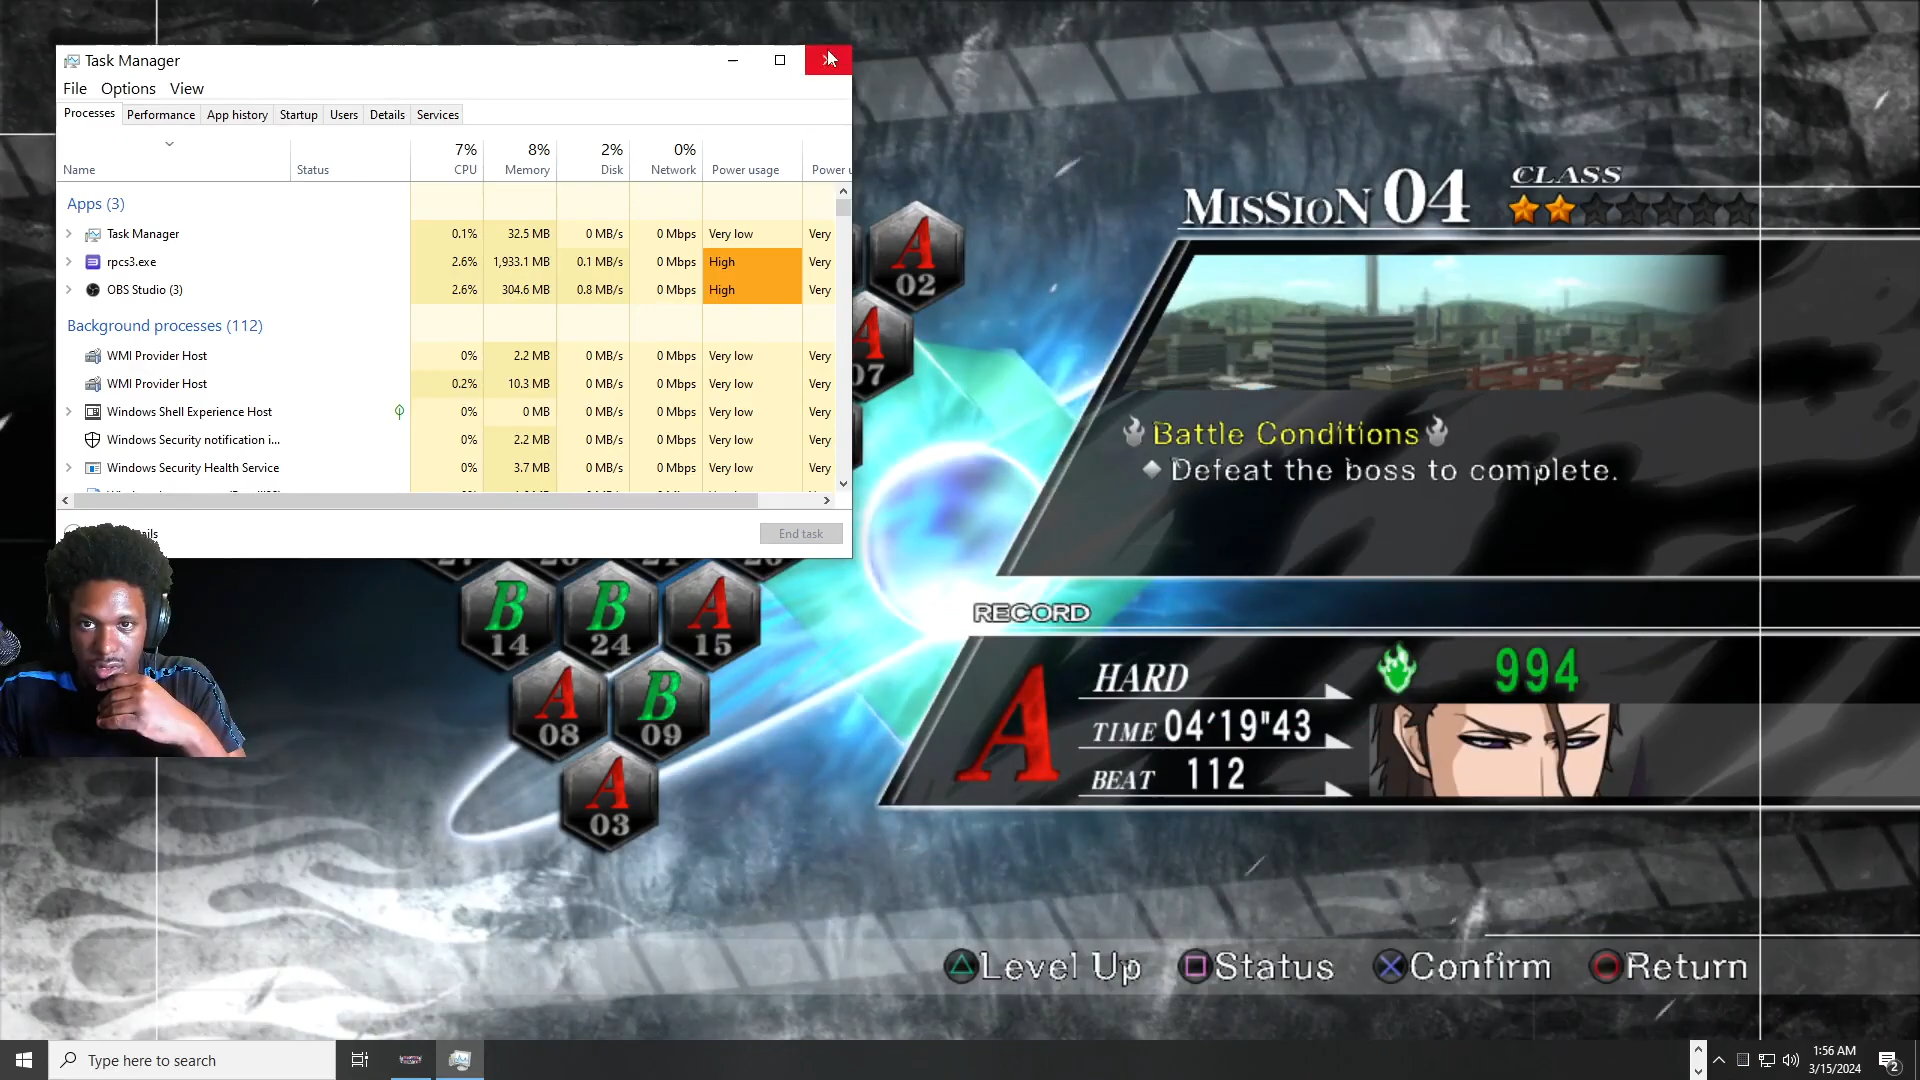 Task Manager
File Options View
Processes Performance App history Startup Users Details Services
7% 8% 2% 0%
Name Status CPU Memory Disk Network Power usage Power u
Apps (3)
Task Manager 0.1% 32.5 MB 0 MB/s 0 Mbps Very low Very
rpcs3.exe 2.6% 1,933.1 MB 0.1 MB/s 0 Mbps High Very
OBS Studio (3) 2.6% 304.6 MB 0.8 MB/s 0 Mbps High Very
Background processes (112)
WMI Provider Host 0% 2.2 MB 0 MB/s 0 Mbps Very low Very
WMI Provider Host 0.2% 10.3 MB 0 MB/s 0 Mbps Very low Very
Windows Shell Experience Host 0% 0 MB 0 MB/s 0 Mbps Very low Very
Windows Security notification i... 0% 2.2 MB 0 MB/s 0 Mbps Very low Very
Windows Security Health Service 0% 3.7 MB 0 MB/s 0 Mbps Very low Very
End task
A
02
A
07
B
14
B
24
A
15
A
08
B
09
A
03
MISSION 04
CLASS
Battle Conditions
Defeat the boss to complete.
RECORD
A
HARD
994
TIME 04'19"43
BEAT 112
Level Up Status Confirm Return
Type here to search
1:56 AM
3/15/2024
2